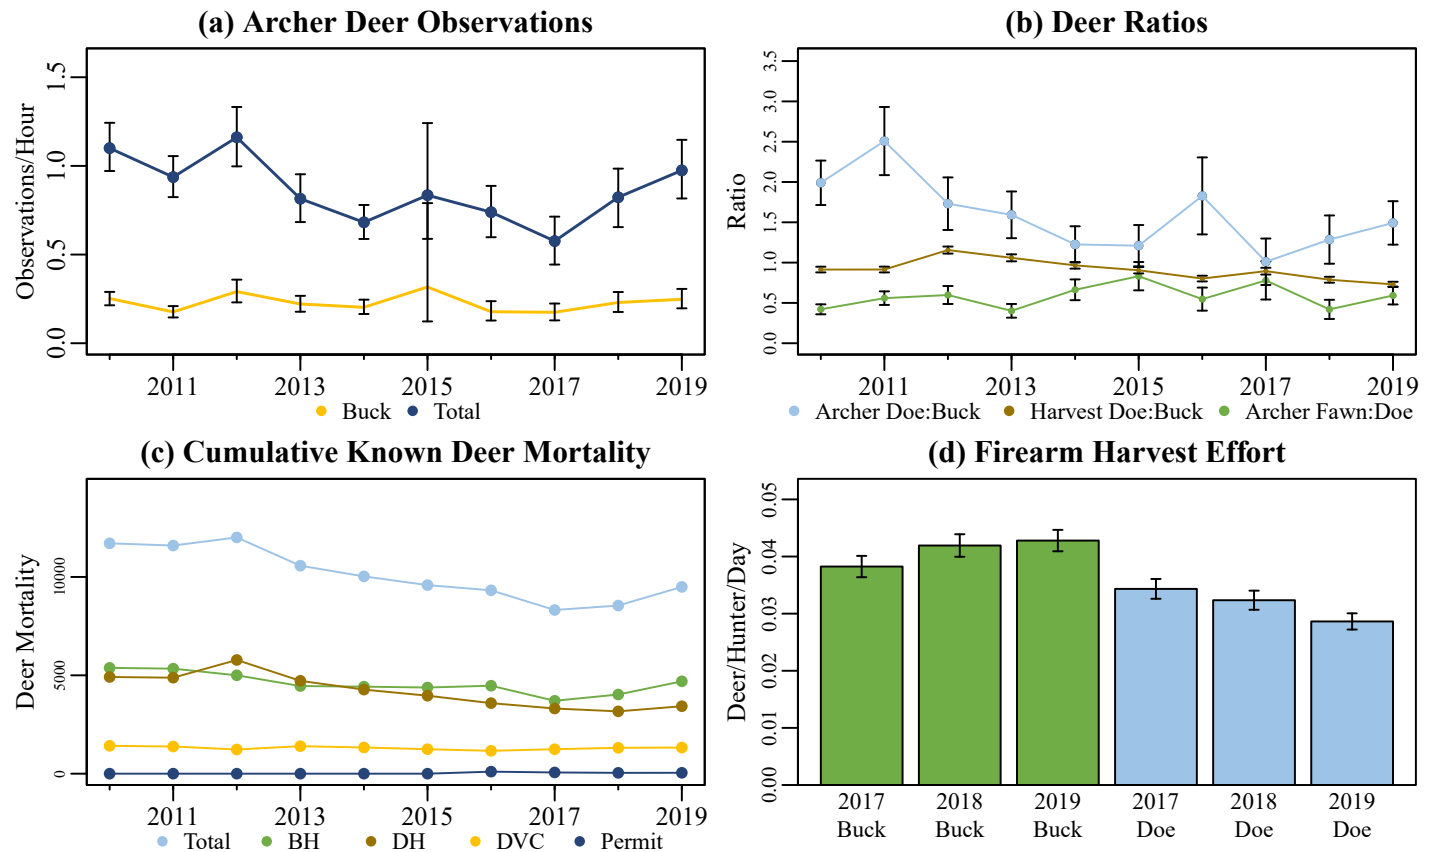 (a) Archer Deer Observations
Observations/Hour
1.5
1.0
0.5
0.0
2011 2013 2015 2017 2019
Buck Total
(b) Deer Ratios
Ratio
3.5
3.0
2.5
2.0
1.5
1.0
0.5
0.0
2011 2013 2015 2017 2019
Archer Doe:Buck Harvest Doe:Buck Archer Fawn:Doe
(c) Cumulative Known Deer Mortality
Deer Mortality
10000
5000
0
2011 2013 2015 2017 2019
Total BH DH DVC Permit
(d) Firearm Harvest Effort
Deer/Hunter/Day
0.05
0.04
0.03
0.02
0.01
0.00
2017 2018 2019 2017 2018 2019
Buck Buck Buck Doe Doe Doe